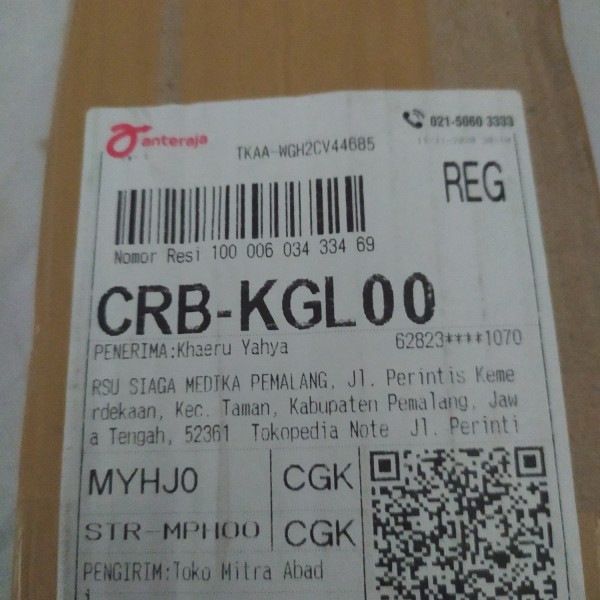 anteraja
021-5060 3333
TKAA-WGH2CV44685
REG
Nomor Resi 100 006 034 334 69
CRB-KGL00
PENERIMA:Khaeru Yahya
62823****1070
RSU SIAGA MEDIKA PEMALANG, Jl. Perintis Keme
rdekaan, Kec. Taman, Kabupaten Pemalang, Jaw
a Tengah, 52361 Tokopedia Note Jl. Perinti
MYHJ0 CGK
STR-MPH00 CGK
PENGIRIM:Toko Mitra Abad
i